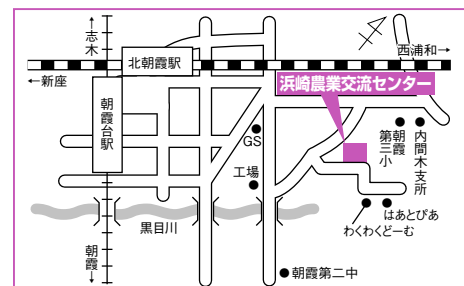 志木
北朝霞駅
西浦和→
←新座
浜崎農業交流センター
朝霞台駅
GS
朝霞第三小
内間木支所
工場
はあとぴあ
わくわくどーむ
黒目川
朝霞
朝霞第二中